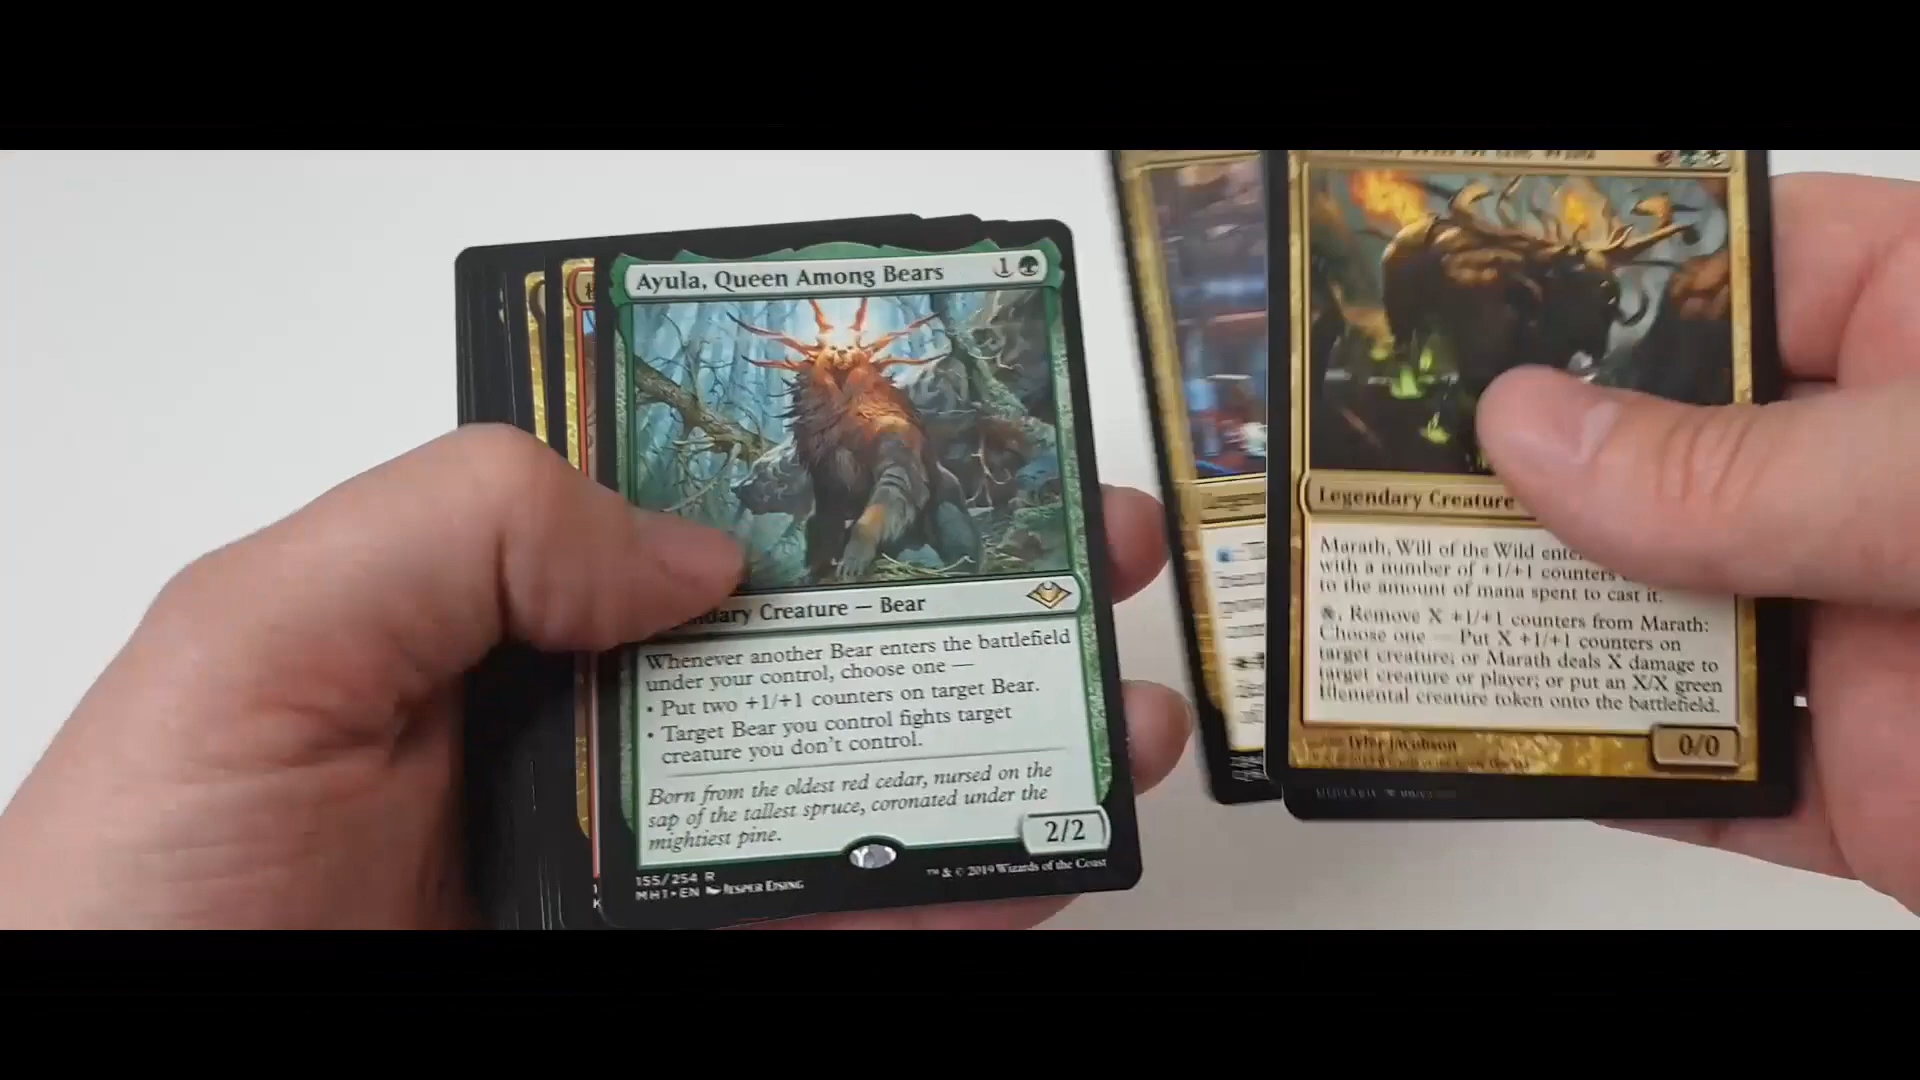 Ayula, Queen Among Bears 1
Creature — Bear
Whenever another Bear enters the battlefield
under your control, choose one —
• Put two +1/+1 counters on target Bear.
• Target Bear you control fights target
creature you don't control.
Born from the oldest red cedar, nursed on the
sap of the tallest spruce, coronated under the
mightiest pine.
2/2
155/254 R
MH1 • EN JESPER EJSING
™ & © 2019 Wizards of the Coast
Legendary Creature
Marath, Will of the Wild
with a number of +1/+1 counters
to the amount of mana spent to cast it.
, Remove X +1/+1 counters from Marath:
Choose one — Put X +1/+1 counters on
target creature; or Marath deals X damage to
target creature or player; or put an X/X green
Elemental creature token onto the battlefield.
Tyler Jacobson
0/0